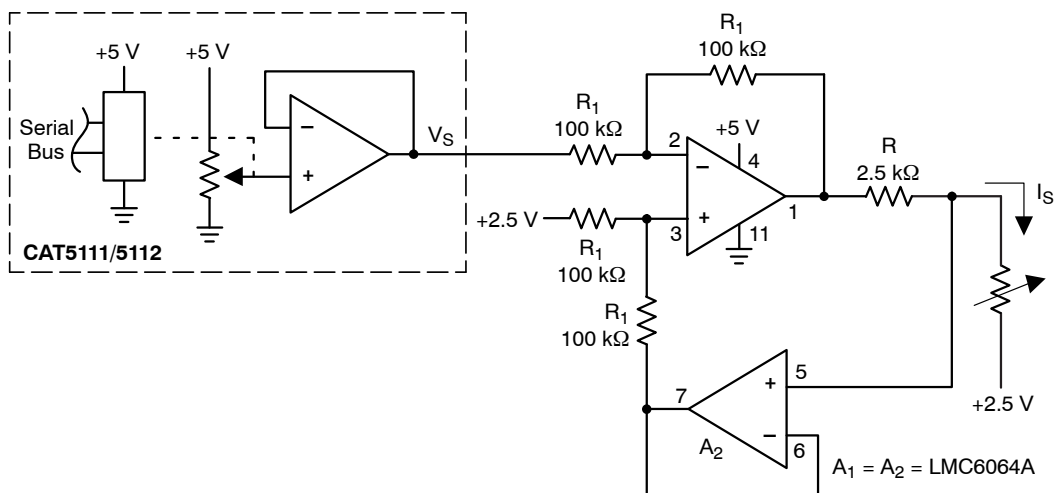 +5 V
+5 V
Serial
Bus
−
+
V_S
CAT5111/5112
R_1
100 kΩ
R_1
100 kΩ
+5 V
2
−
4
+2.5 V
+
3
11
1
R_1
100 kΩ
R
2.5 kΩ
I_S
R_1
100 kΩ
+2.5 V
5
+
7
−
6
A_2
A_1 = A_2 = LMC6064A